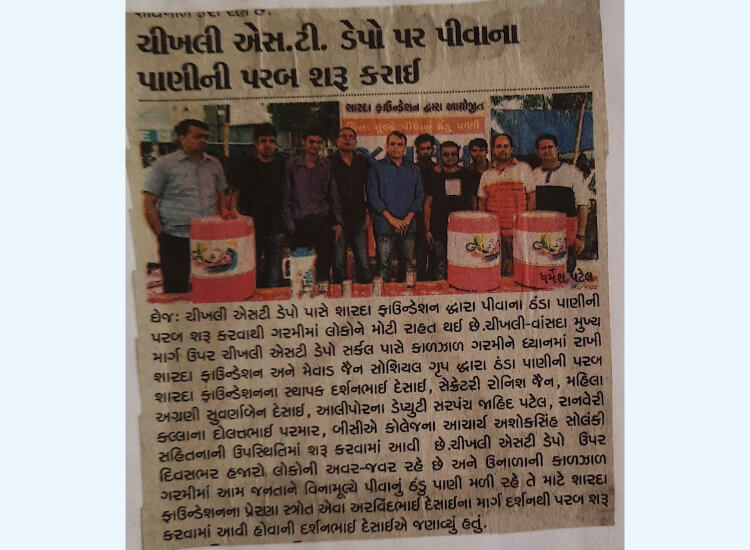 ચીખલી એસ.ટી. ડેપો પર પીવાના
પાણીની પરબ શરૂ કરાઈ
શારદા ફાઉન્ડેશન દ્વારા આયોજીત
વિના મુલ્યે પીવાનું ઠંડુ પાણી
ધર્મેશ પટેલ
ઘેજ: ચીખલી એસટી ડેપો પાસે શારદા ફાઉન્ડેશન દ્વારા પીવાના ઠંડા પાણીની
પરબ શરૂ કરવાથી ગરમીમાં લોકોને મોટી રાહત થઈ છે.ચીખલી-વાંસદા મુખ્ય
માર્ગ ઉપર ચીખલી એસટી ડેપો સર્કલ પાસે કાળઝાળ ગરમીને ધ્યાનમાં રાખી
શારદા ફાઉન્ડેશન અને મેવાડ જૈન સોશિયલ ગૃપ દ્વારા ઠંડા પાણીની પરબ
શારદા ફાઉન્ડેશનના સ્થાપક દર્શનભાઈ દેસાઈ, સેક્રેટરી રોનિશ જૈન, મહિલા
અગ્રણી સુવર્ણાબેન દેસાઈ, આલીપોરના ડેપ્યુટી સરપંચ જાહિદ પટેલ, રાનવેરી
કલ્લાના દોલતભાઈ પરમાર, બીસીએ કોલેજના આચાર્ય અશોકસિંહ સોલંકી
સહિતનાની ઉપસ્થિતિમાં શરૂ કરવામાં આવી છે.ચીખલી એસટી ડેપો ઉપર
દિવસભર હજારો લોકોની અવર-જવર રહે છે અને ઉનાળાની કાળઝાળ
ગરમીમાં આમ જનતાને વિનામૂલ્યે પીવાનું ઠંડુ પાણી મળી રહે તે માટે શારદા
ફાઉન્ડેશનના પ્રેરણા સ્ત્રોત એવા અરવિંદભાઈ દેસાઈના માર્ગ દર્શનથી પરબ શરૂ
કરવામાં આવી હોવાની દર્શનભાઈ દેસાઈએ જણાવ્યું હતું.